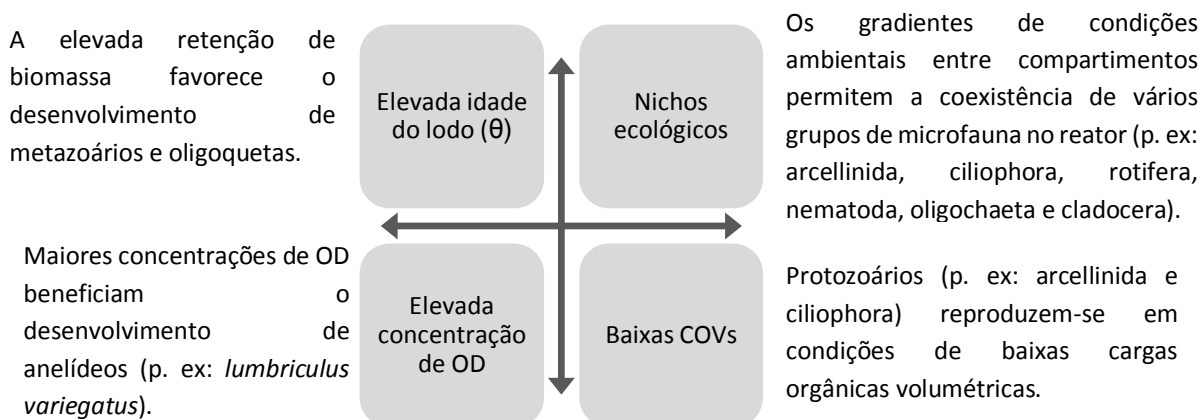 A elevada retenção de
biomassa favorece o
desenvolvimento de
metazoários e oligoquetas.
Elevada idade
do lodo (θ)
Nichos
ecológicos
Os gradientes de condições
ambientais entre compartimentos
permitem a coexistência de vários
grupos de microfauna no reator (p. ex:
arcellinida, ciliophora, rotifera,
nematoda, oligochaeta e cladocera).
Maiores concentrações de OD
beneficiam o
desenvolvimento de
anelídeos (p. ex: lumbriculus
variegatus).
Elevada
concentração
de OD
Baixas COVs
Protozoários (p. ex: arcellinida e
ciliophora) reproduzem-se em
condições de baixas cargas
orgânicas volumétricas.